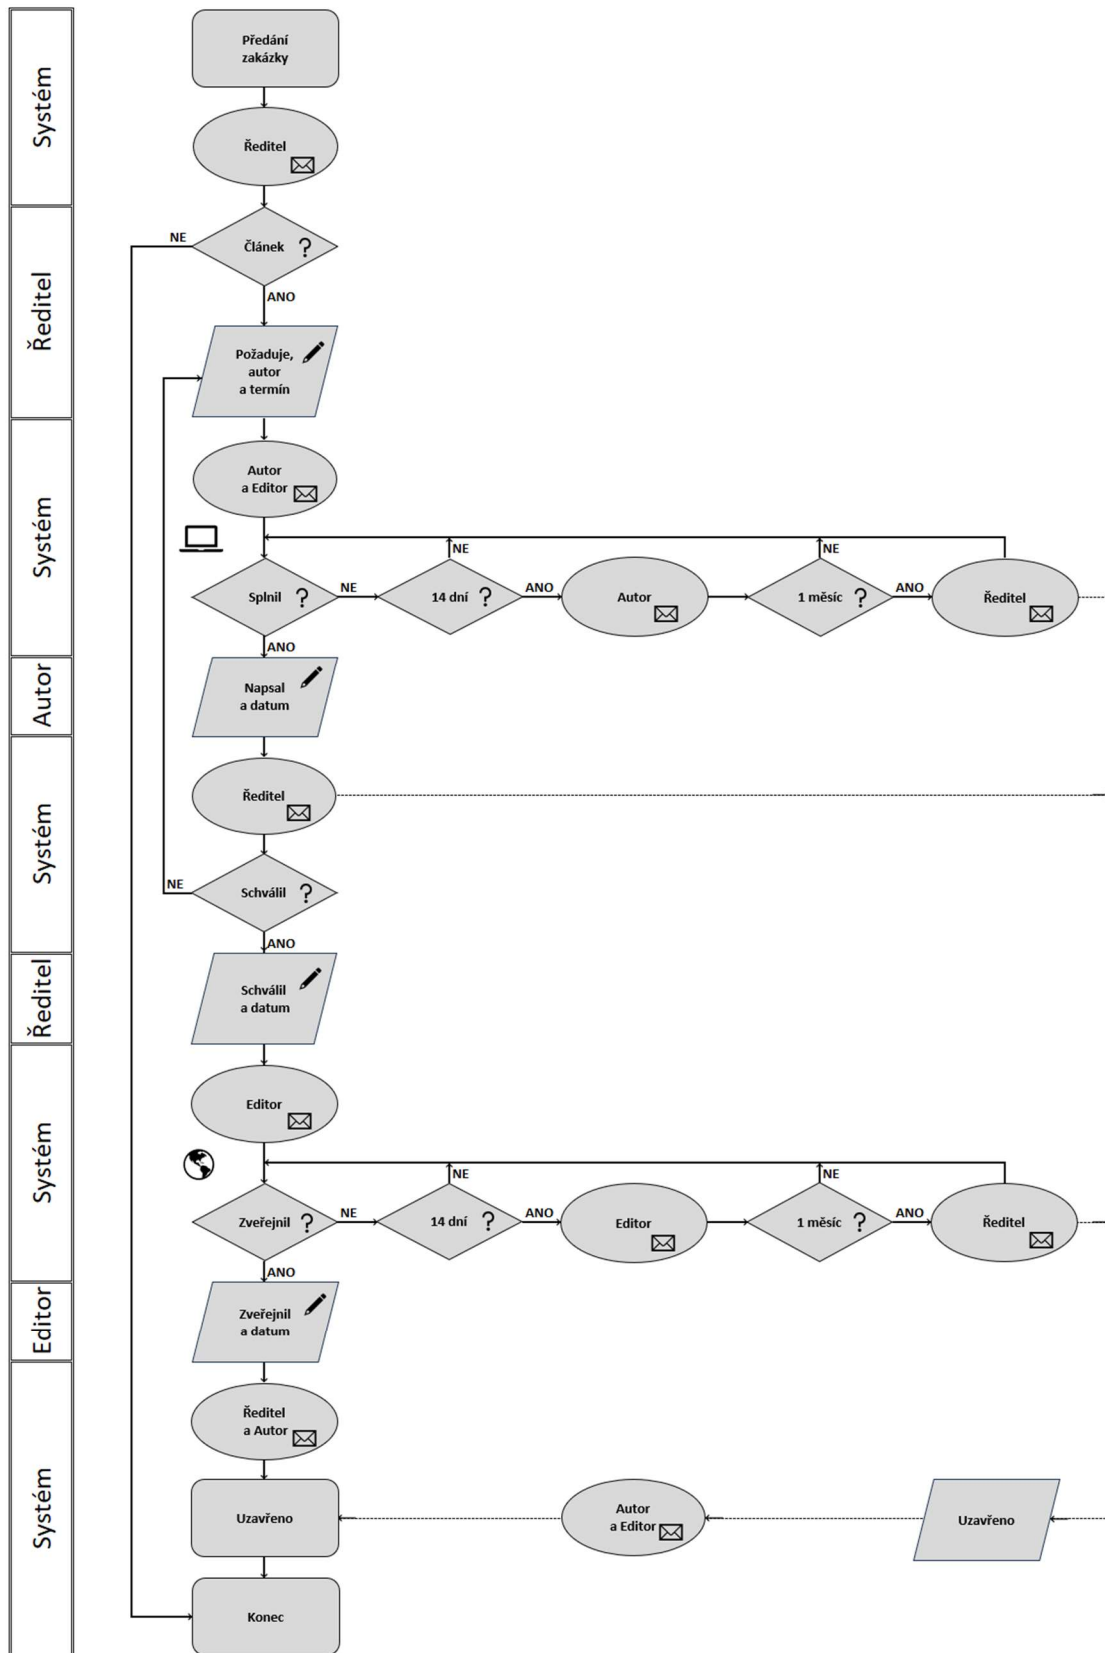 Systém
Předání
zakázky
Ředitel
Ředitel
NE
Článek ?
ANO
Požaduje,
autor
a termín
Systém
Autor
a Editor
NE
NE
Splnil ?
NE
14 dní ?
ANO
Autor
1 měsíc ?
ANO
Ředitel
ANO
Autor
Napsal
a datum
Systém
Ředitel
NE
Schválil ?
ANO
Ředitel
Schválil
a datum
Systém
Editor
NE
NE
Zveřejnil ?
NE
14 dní ?
ANO
Editor
1 měsíc ?
ANO
Ředitel
ANO
Editor
Zveřejnil
a datum
Systém
Ředitel
a Autor
Uzavřeno
Autor
a Editor
Uzavřeno
Konec